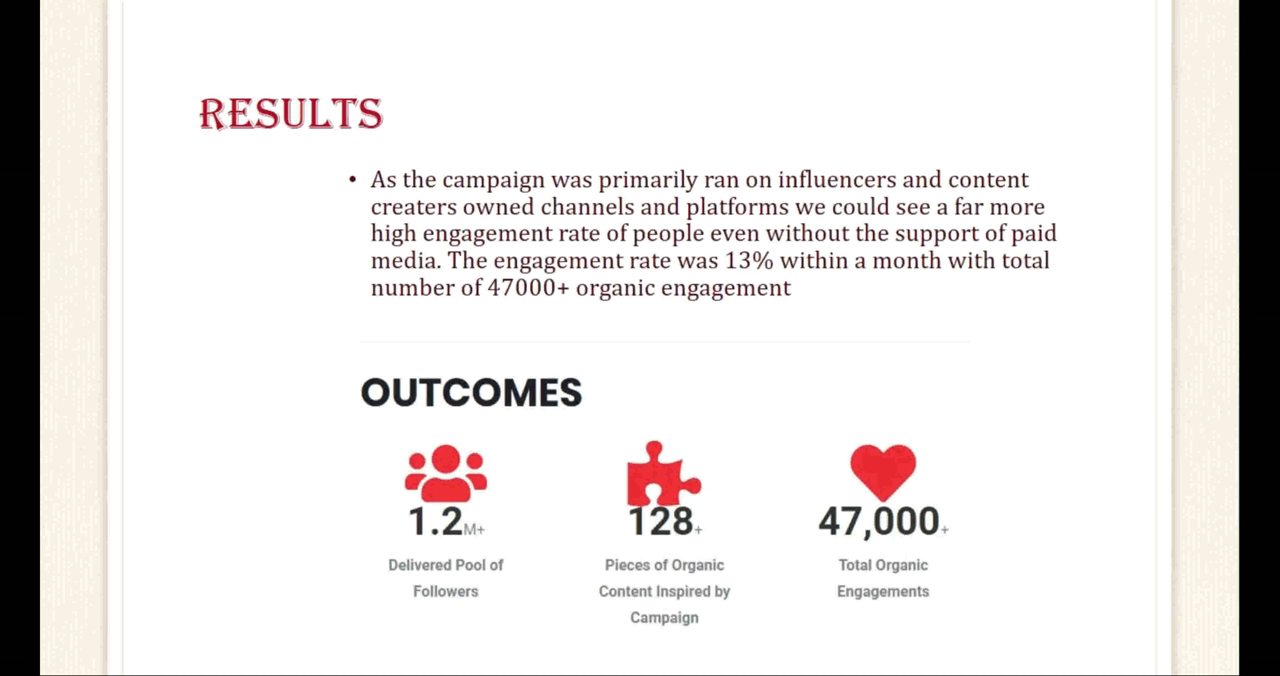 RESULTS
• As the campaign was primarily ran on influencers and content
creaters owned channels and platforms we could see a far more
high engagement rate of people even without the support of paid
media. The engagement rate was 13% within a month with total
number of 47000+ organic engagement
OUTCOMES
1.2M+ 128+ 47,000+
Delivered Pool of Pieces of Organic Total Organic
Followers Content Inspired by Engagements
Campaign